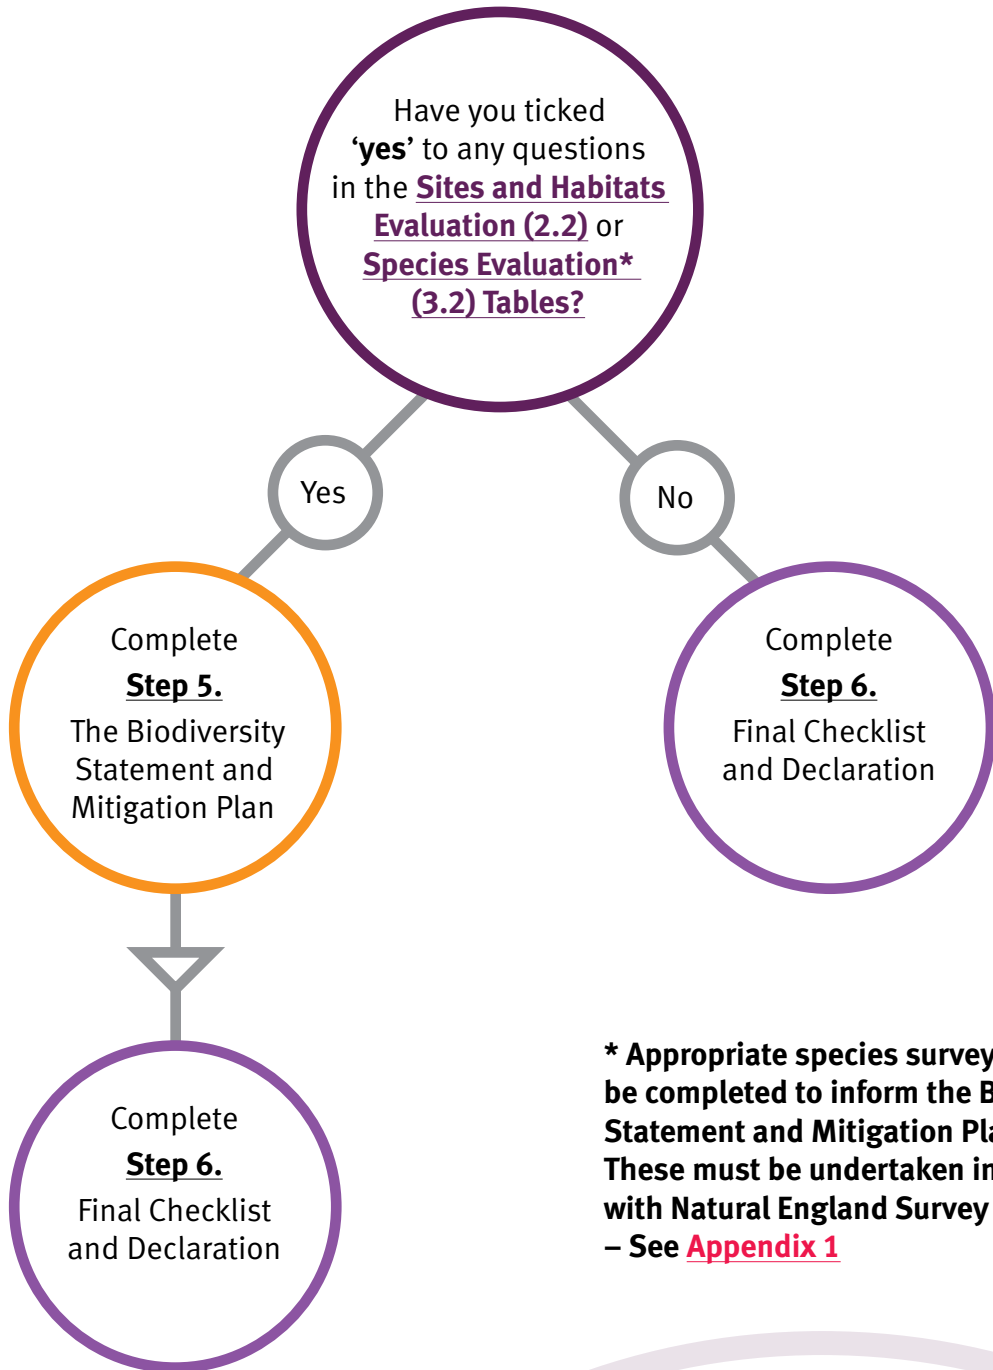 Have you ticked
‘yes’ to any questions
in the Sites and Habitats
Evaluation (2.2) or
Species Evaluation*
(3.2) Tables?
Yes
No
Complete
Step 5.
The Biodiversity
Statement and
Mitigation Plan
Complete
Step 6.
Final Checklist
and Declaration
Complete
Step 6.
Final Checklist
and Declaration
* Appropriate species survey
be completed to inform the
Statement and Mitigation
These must be undertaken in
with Natural England Survey
– See Appendix 1